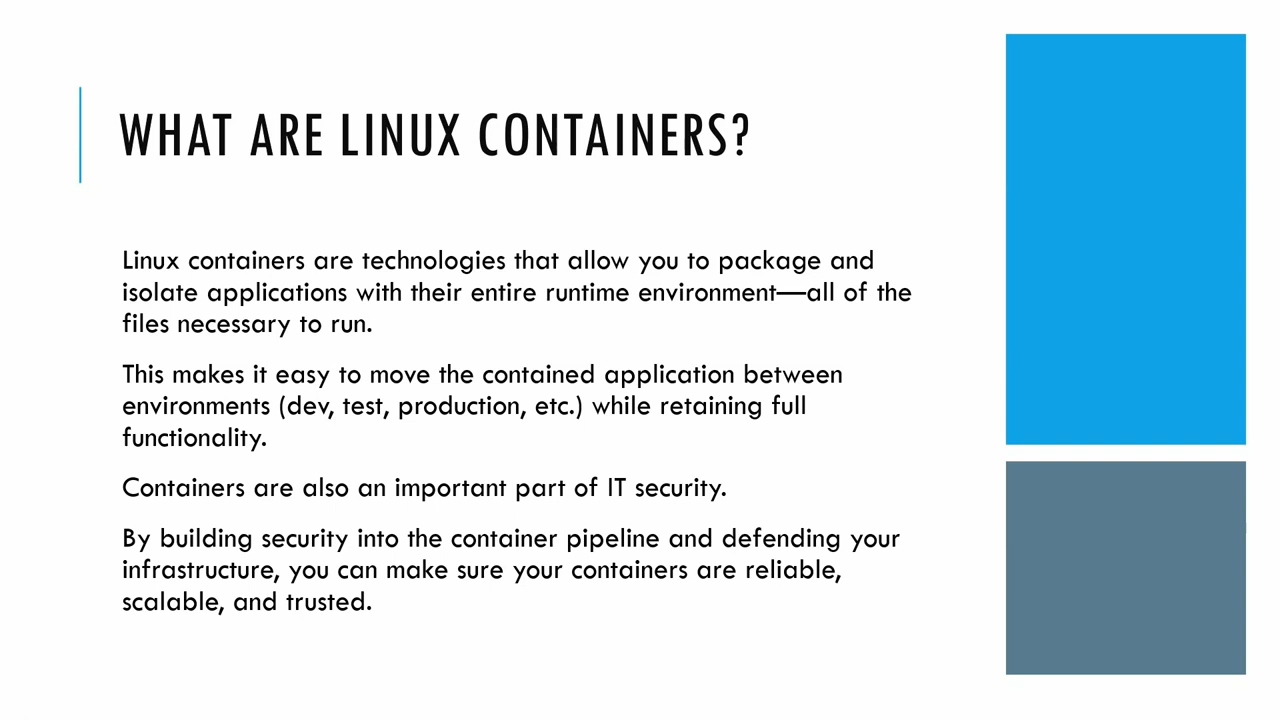 WHAT ARE LINUX CONTAINERS?
Linux containers are technologies that allow you to package and
isolate applications with their entire runtime environment—all of the
files necessary to run.
This makes it easy to move the contained application between
environments (dev, test, production, etc.) while retaining full
functionality.
Containers are also an important part of IT security.
By building security into the container pipeline and defending your
infrastructure, you can make sure your containers are reliable,
scalable, and trusted.